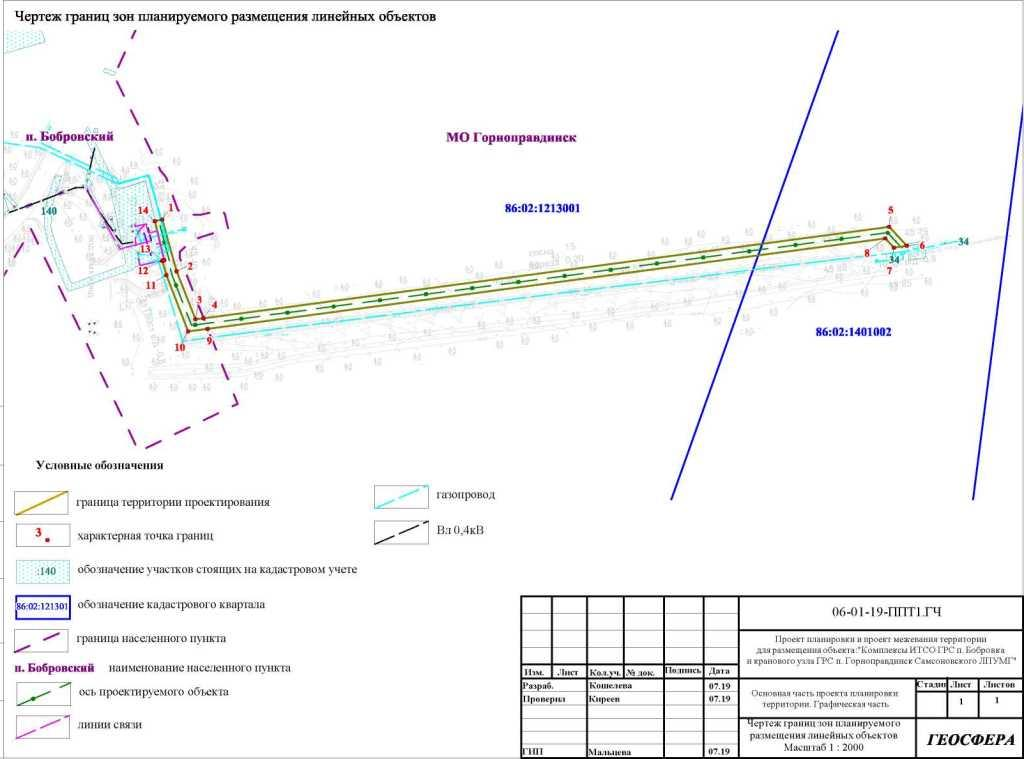 Чертеж границ зон планируемого размещения линейных объектов
п. Бобровский
МО Горноправдинск
86:02:1213001
86:02:1401002
140
14
1
13
12
2
11
3
4
10
9
5
6
8
7
34
34
Условные обозначения
граница территории проектирования
3
характерная точка границ
:140
обозначение участков стоящих на кадастровом учете
86:02:121301
обозначение кадастрового квартала
граница населенного пункта
п. Бобровский наименование населенного пункта
ось проектируемого объекта
линии связи
газопровод
Вл 0,4кВ
06-01-19-ППТ1.ГЧ
Проект планировки и проект межевания территории
для размещения объекта:"Комплексы ИТСО ГРС п. Бобровка
и кранового узла ГРС п. Горноправдинск Самсоновского ЛПУМГ"
Изм. Лист Кол.уч. № док. Подпись Дата
Разраб. Кошелева 07.19
Проверил Киреев 07.19
ГИП Мальцева 07.19
Основная часть проекта планировки
территории. Графическая часть
Стадия Лист Листов
1 1
Чертеж границ зон планируемого
размещения линейных объектов
Масштаб 1 : 2000
ГЕОСФЕРА